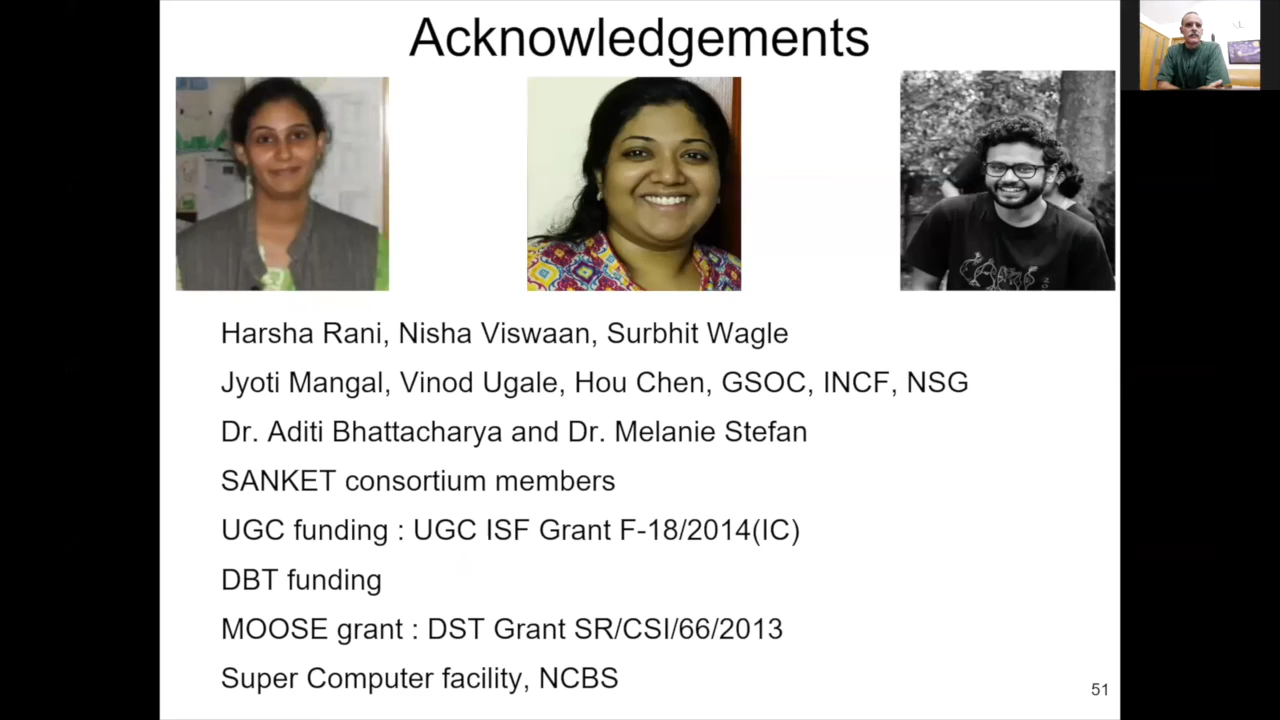 Acknowledgements
Harsha Rani, Nisha Viswaan, Surbhit Wagle
Jyoti Mangal, Vinod Ugale, Hou Chen, GSOC, INCF, NSG
Dr. Aditi Bhattacharya and Dr. Melanie Stefan
SANKET consortium members
UGC funding : UGC ISF Grant F-18/2014(IC)
DBT funding
MOOSE grant : DST Grant SR/CSI/66/2013
Super Computer facility, NCBS
51